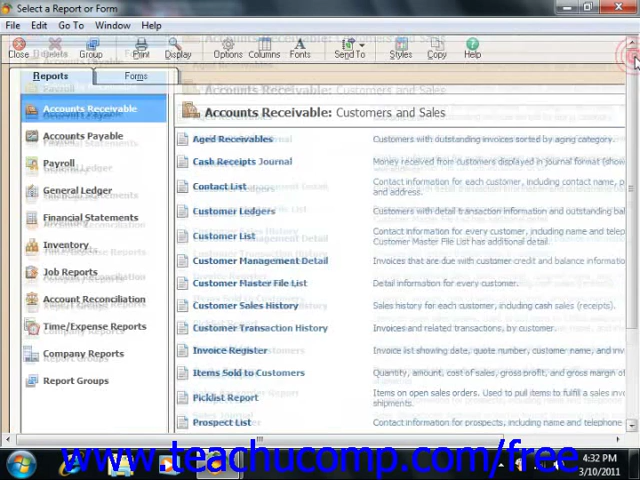 Select a Report or Form
File Edit Go To Window Help
Close Delete Group Print Display Options Columns Fonts Send To Styles Copy Help
Reports Forms
Accounts Receivable
Accounts Payable
Payroll
General Ledger
Financial Statements
Inventory
Job Reports
Account Reconciliation
Time/Expense Reports
Company Reports
Report Groups
Accounts Receivable: Customers and Sales
Aged Receivables Customers with outstanding invoices sorted by aging category.
Cash Receipts Journal Money received from customers displayed in journal format (show
Contact List Contact information for each customer, including contact name, p
and address.
Customer Ledgers Customers with detail transaction information and outstanding bala
Customer List Contact information for every customer, including name and telep
Customer Master File List has additional detail.
Customer Management Detail Invoices that are due with customer credit and balance informatio
Customer Master File List Detail information for every customer.
Customer Sales History Sales history for each customer, including cash sales (receipts).
Customer Transaction History Invoices and related transactions, by customer.
Invoice Register Invoice list showing date, quote number, customer name, and inv
Items Sold to Customers Quantity, amount, cost of sales, gross profit, and gross margin of
Picklist Report Items on open sales orders. Used to pull items to fulfill a sales inv
shipments.
Prospect List Contact information for prospects, including name and telephone
www.teachucomp.com/free
4:32 PM
3/10/2011